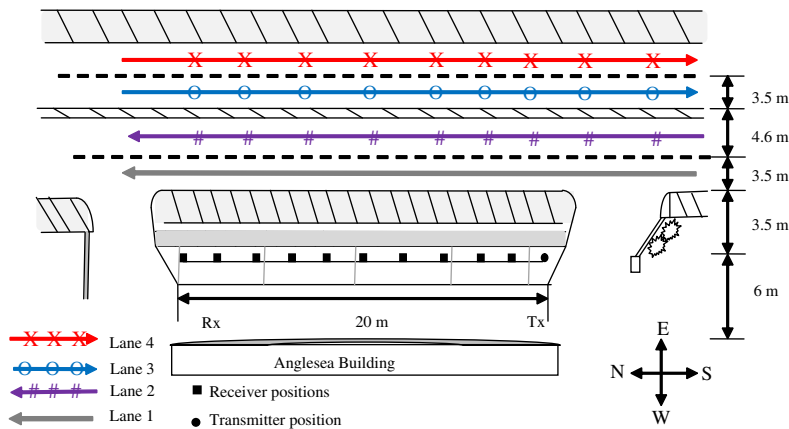 X X X X X X X X
O O O O O O O O
3.5 m
# # # # # # # #
4.6 m
3.5 m
3.5 m
6 m
Rx 20 m Tx
E
X X X Lane 4
Anglesea Building
O O O Lane 3
N S
# # # Lane 2
Receiver positions
W
Lane 1
Transmitter position